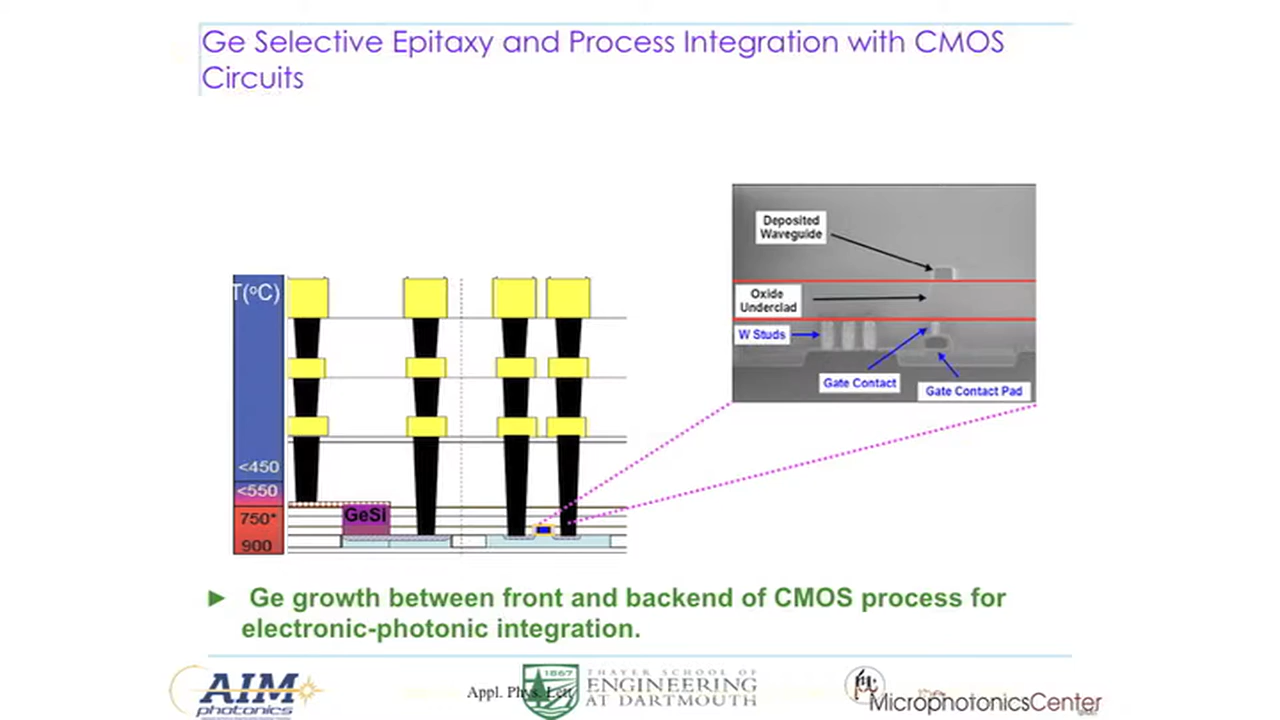 Ge Selective Epitaxy and Process Integration with CMOS
Circuits
Deposited
Waveguide
Oxide
Underclad
W Studs
Gate Contact
Gate Contact Pad
T(°C)
<450
<550
750*
900
GeSi
► Ge growth between front and backend of CMOS process for
electronic-photonic integration.
AIM
photonics
Appl. Phys. Lett
1867
THAYER SCHOOL OF
ENGINEERING
AT DARTMOUTH
MicrophotonicsCenter